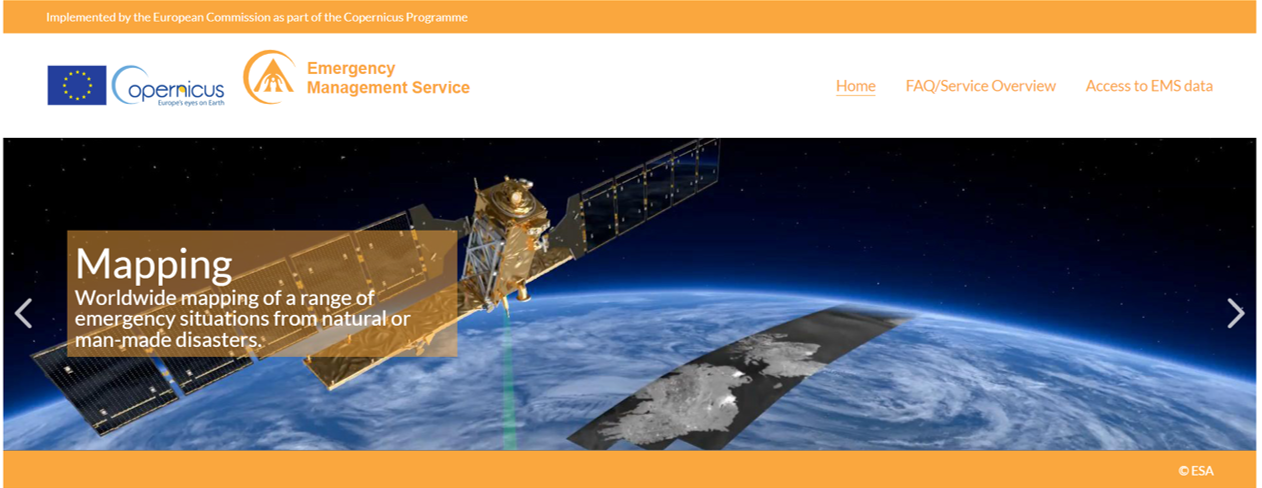 Implemented by the European Commission as part of the Copernicus Programme
opernicus
Europe's eyes on Earth
Emergency
Management Service
Home
FAQ/Service Overview
Access to EMS data
Mapping
Worldwide mapping of a range of
emergency situations from natural or
man-made disasters.
© ESA